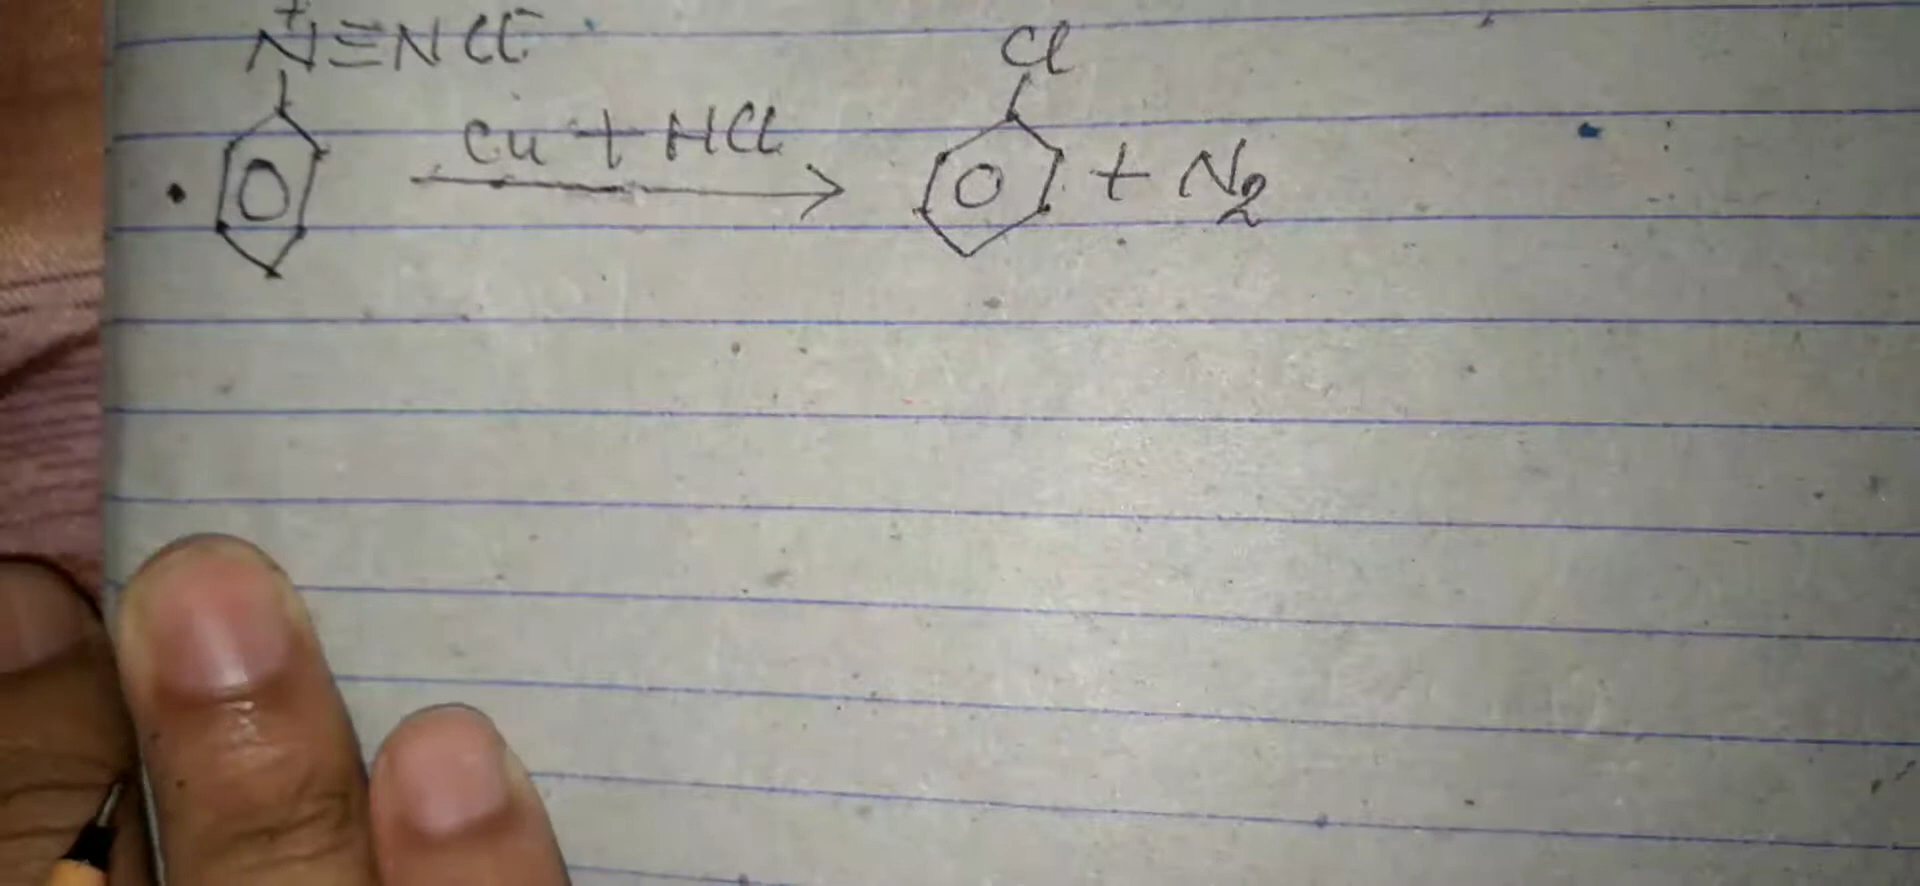 N⁺≡NCl⁻ Cl
Cu + HCl
+ N₂